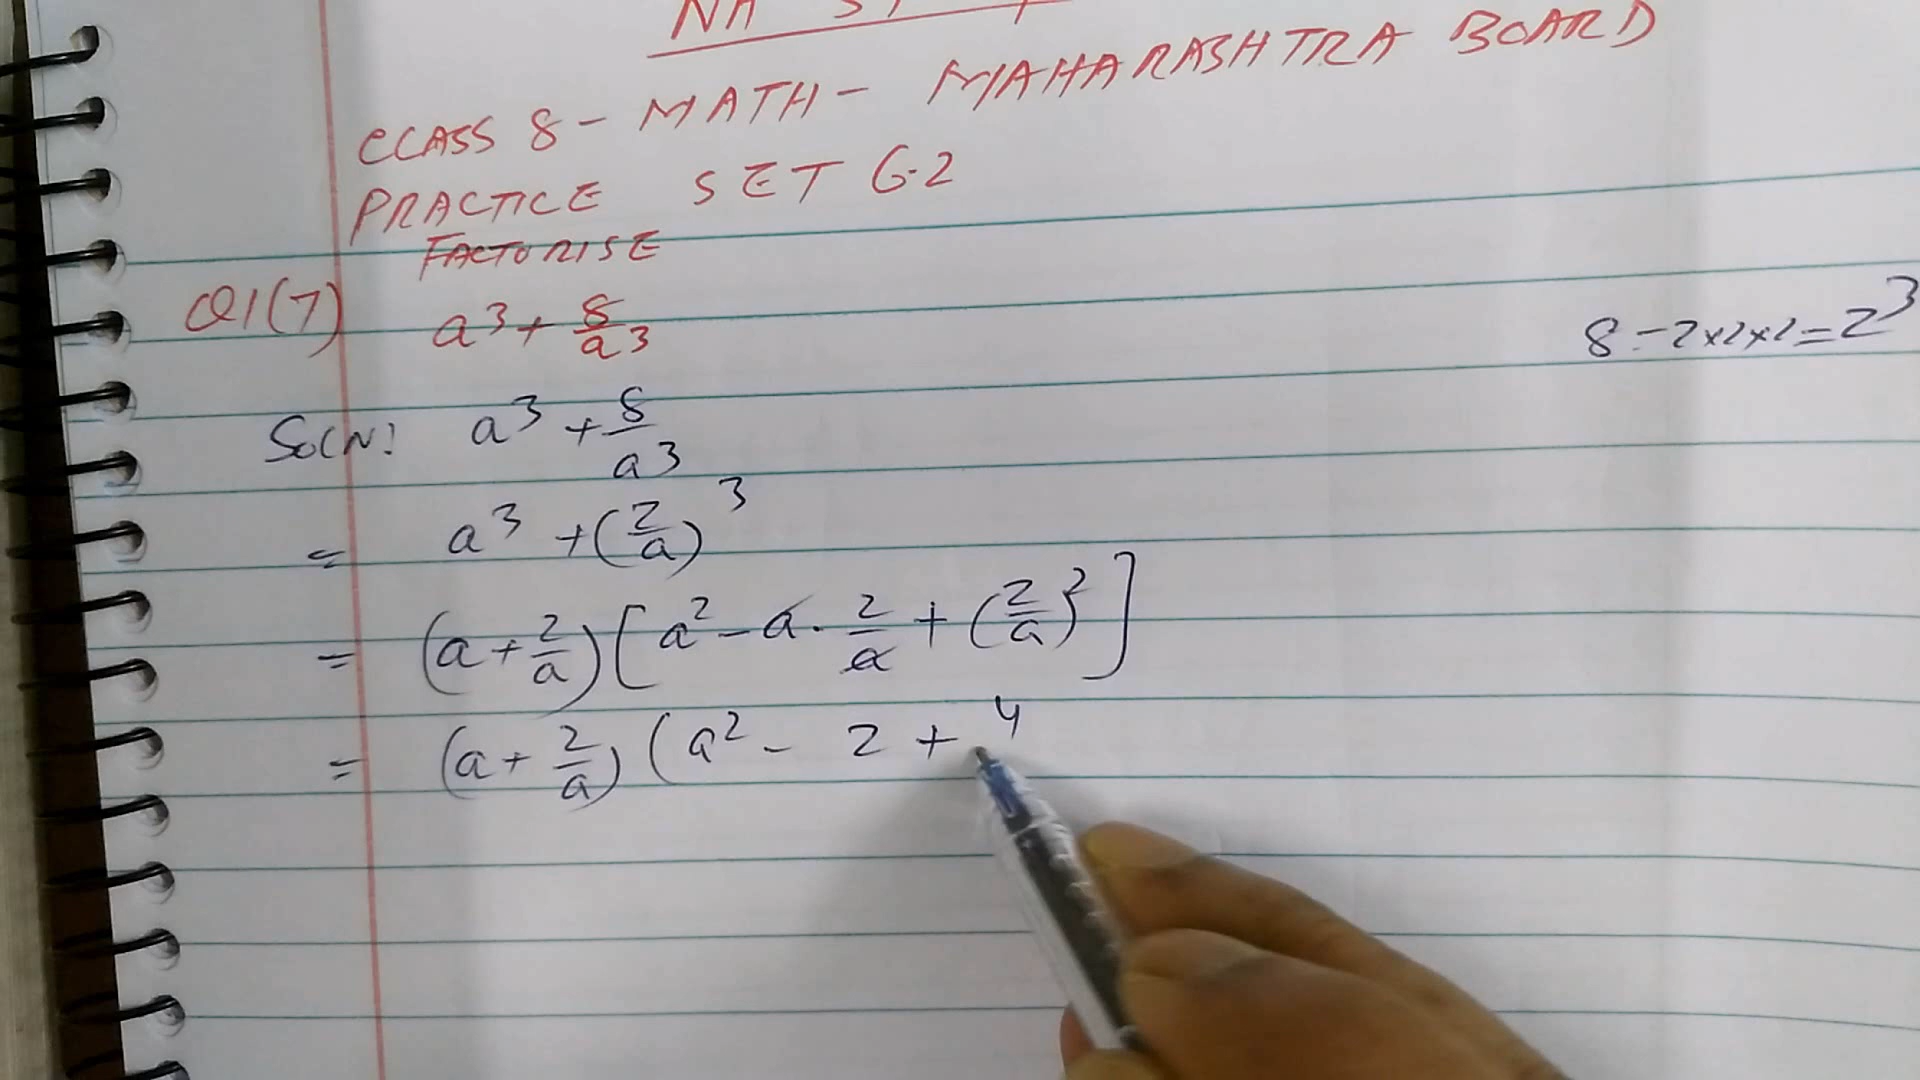 CLASS 8 - MATH - MAHARASHTRA BOARD
PRACTICE SET 6.2
FACTORISE
Q1(7) a³ + 8/a³
8 = 2×2×2 = 2³
SOLN: a³ + 8/a³
= a³ + (2/a)³
= (a + 2/a) [a² - a · 2/a + (2/a)²]
= (a + 2/a) (a² - 2 + 4